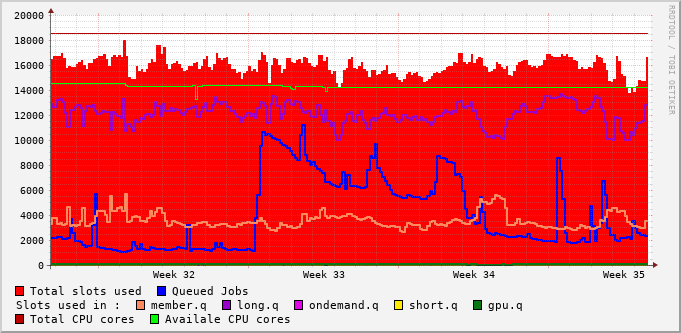 20000
18000
16000
14000
12000
10000
8000
6000
4000
2000
0
Week 32 Week 33 Week 34 Week 35
RRDTOOL / TOBI OETIKER
Total slots used Queued Jobs
Slots used in : member.q long.q ondemand.q short.q gpu.q
Total CPU cores Availale CPU cores